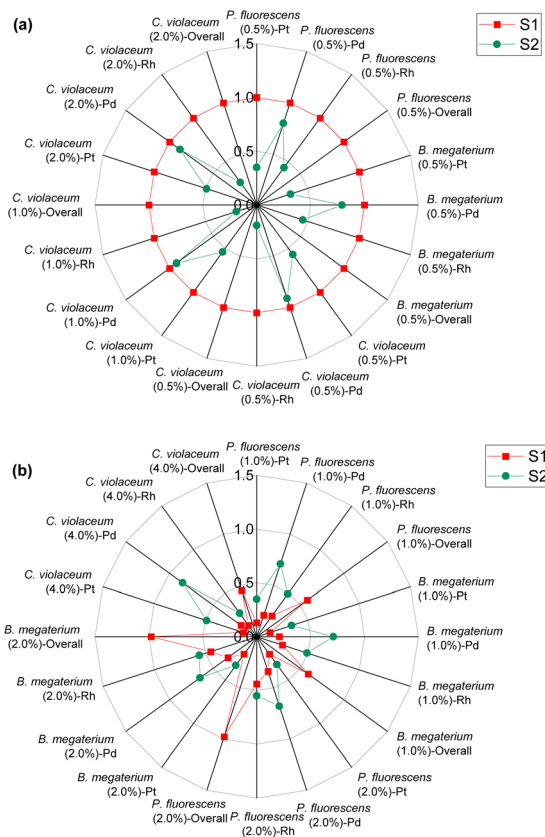 (a)
S1
S2
1.5
1.0
0.5
0.0
P. fluorescens
(0.5%)-Pt
P. fluorescens
(0.5%)-Pd
P. fluorescens
(0.5%)-Rh
P. fluorescens
(0.5%)-Overall
B. megaterium
(0.5%)-Pt
B. megaterium
(0.5%)-Pd
B. megaterium
(0.5%)-Rh
B. megaterium
(0.5%)-Overall
C. violaceum
(0.5%)-Pt
C. violaceum
(0.5%)-Pd
C. violaceum
(0.5%)-Rh
C. violaceum
(0.5%)-Overall
C. violaceum
(1.0%)-Pt
C. violaceum
(1.0%)-Pd
C. violaceum
(1.0%)-Rh
C. violaceum
(1.0%)-Overall
C. violaceum
(2.0%)-Pt
C. violaceum
(2.0%)-Pd
C. violaceum
(2.0%)-Rh
C. violaceum
(2.0%)-Overall
(b)
S1
S2
1.5
1.0
0.5
0.0
P. fluorescens
(1.0%)-Pt
P. fluorescens
(1.0%)-Pd
P. fluorescens
(1.0%)-Rh
P. fluorescens
(1.0%)-Overall
B. megaterium
(1.0%)-Pt
B. megaterium
(1.0%)-Pd
B. megaterium
(1.0%)-Rh
B. megaterium
(1.0%)-Overall
P. fluorescens
(2.0%)-Pt
P. fluorescens
(2.0%)-Pd
P. fluorescens
(2.0%)-Rh
P. fluorescens
(2.0%)-Overall
B. megaterium
(2.0%)-Pt
B. megaterium
(2.0%)-Pd
B. megaterium
(2.0%)-Rh
B. megaterium
(2.0%)-Overall
C. violaceum
(4.0%)-Pt
C. violaceum
(4.0%)-Pd
C. violaceum
(4.0%)-Rh
C. violaceum
(4.0%)-Overall